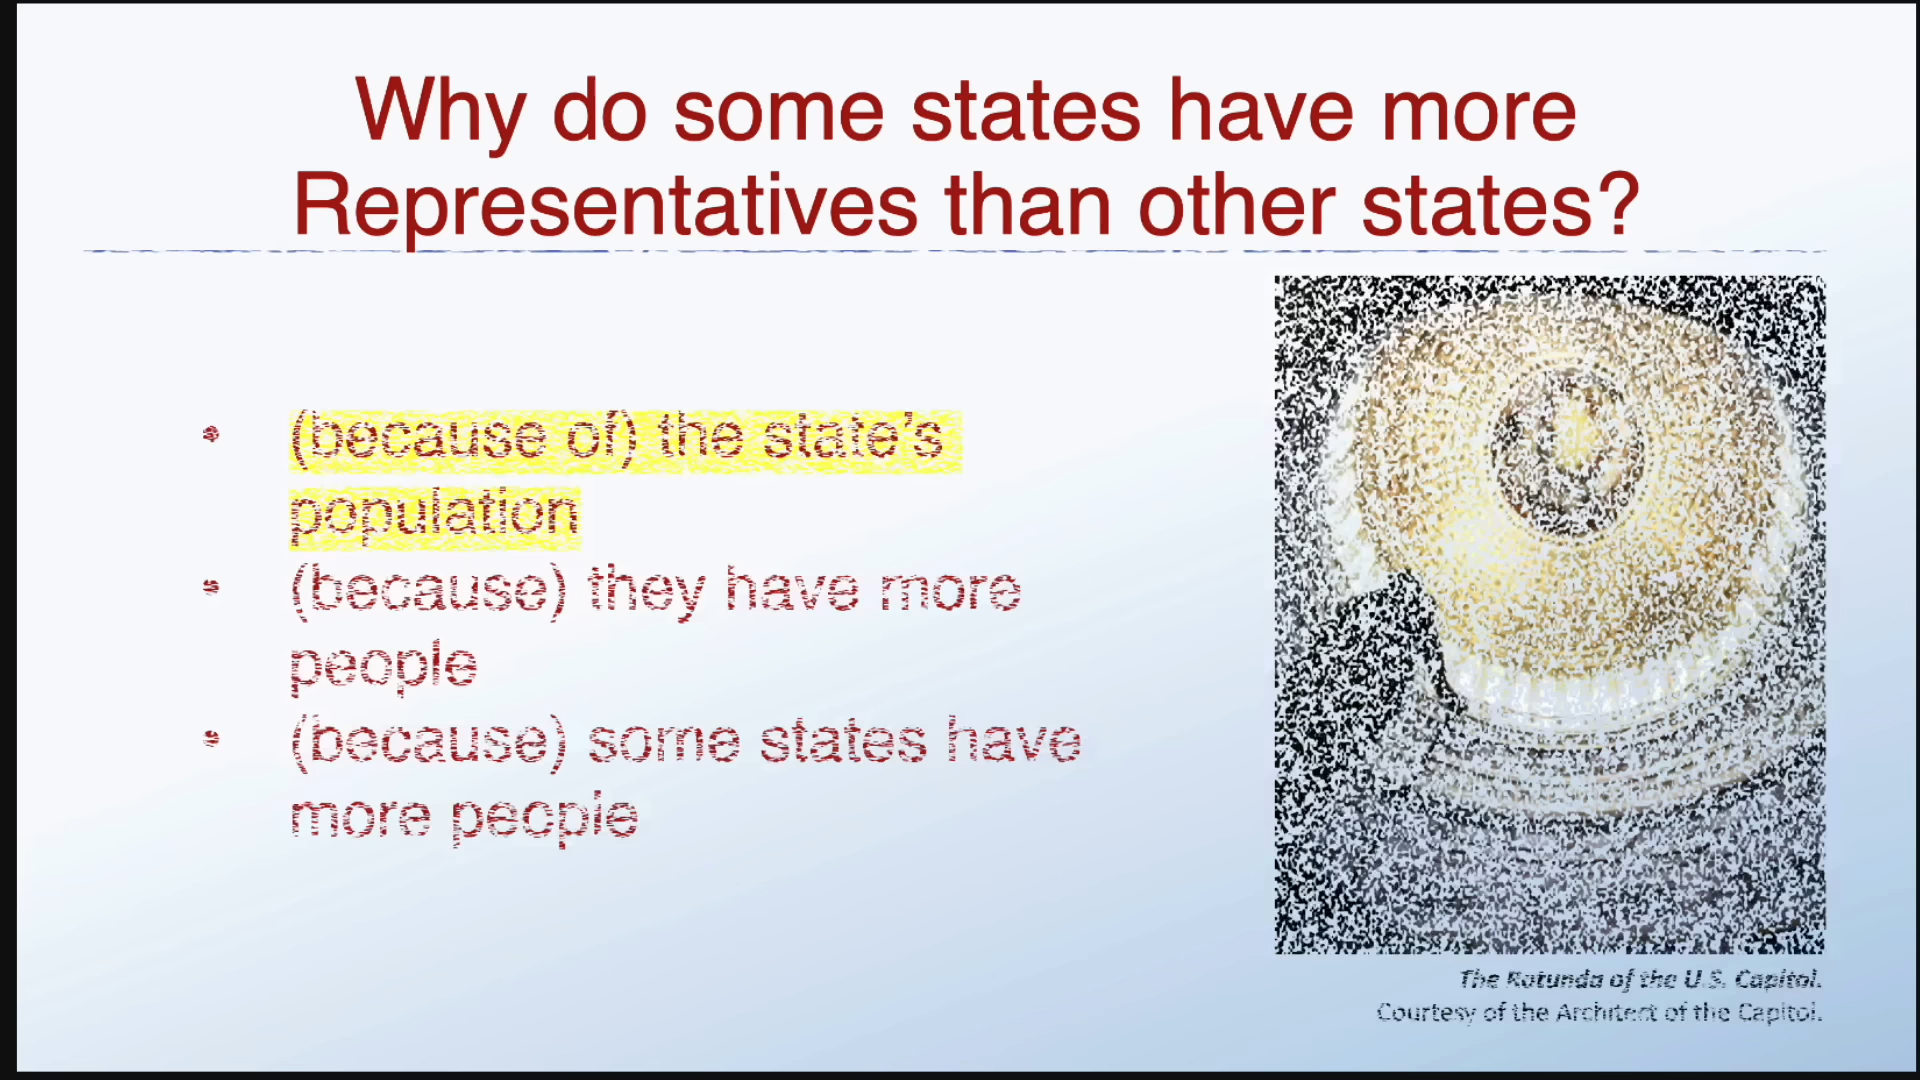 Why do some states have more
Representatives than other states?
• (because of) the state's
population
• (because) they have more
people
• (because) some states have
more people
The Rotunda of the U.S. Capitol.
Courtesy of the Architect of the Capitol.